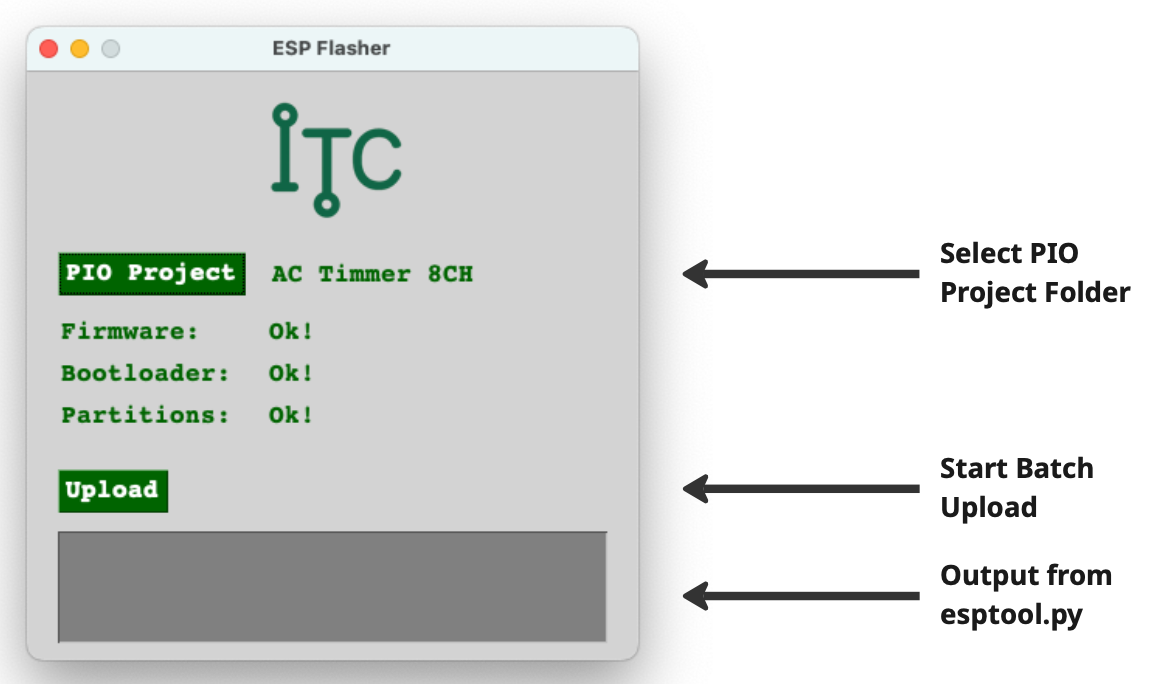 ESP Flasher
ITC
PIO Project AC Timmer 8CH
Select PIO
Project Folder
Firmware: Ok!
Bootloader: Ok!
Partitions: Ok!
Upload
Start Batch
Upload
Output from
esptool.py